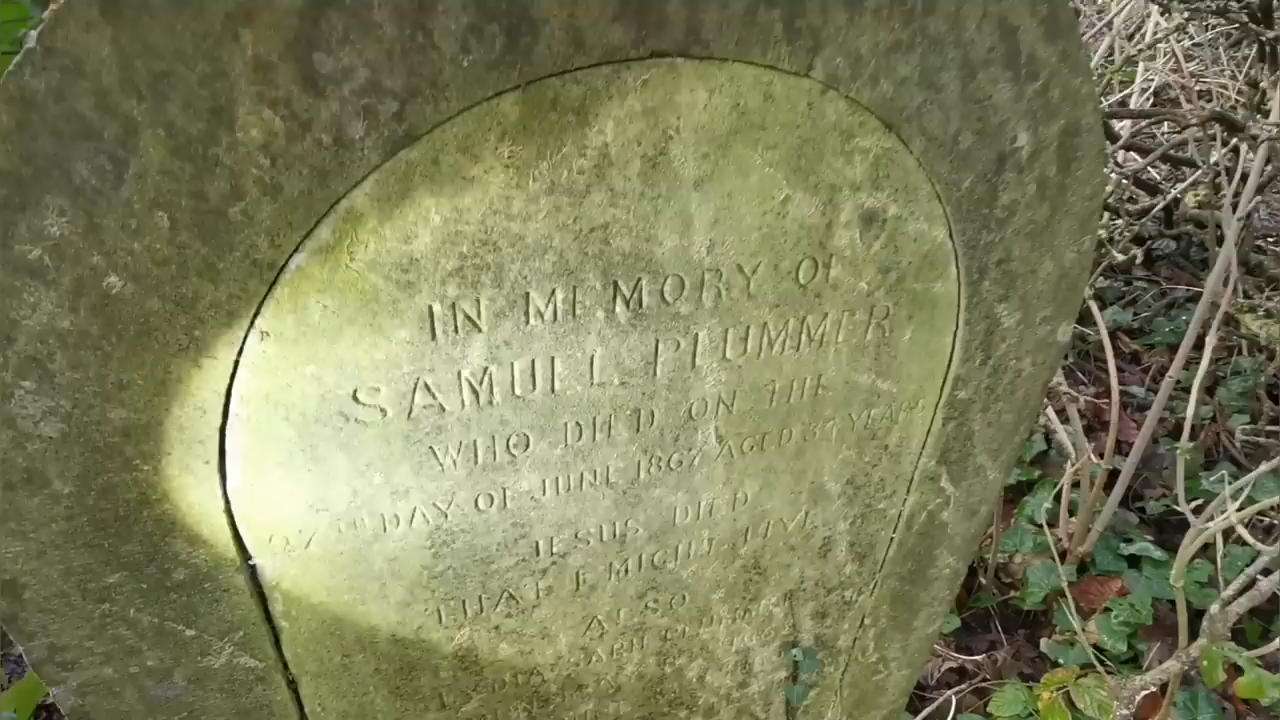 IN MEMORY OF
SAMUEL PLUMMER
WHO DIED ON THE
27TH DAY OF JUNE 1867 AGED 37 YEARS
JESUS DIED
THAT I MIGHT LIVE
ALSO